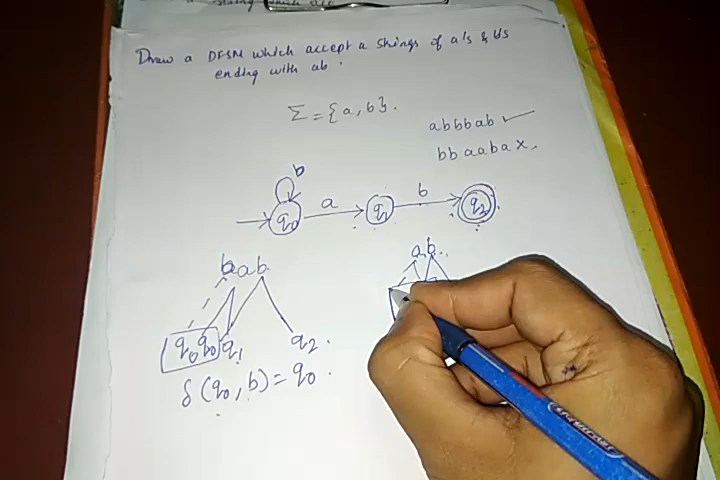 Draw a DFSM which accept a strings of a's & b's
ending with ab.
Σ = {a, b}.
abbbab ✓
bbaaba x.
b
q0 a q1 b q2
bab
ab
q0 q0 q1 q2.
δ(q0, b) = q0.